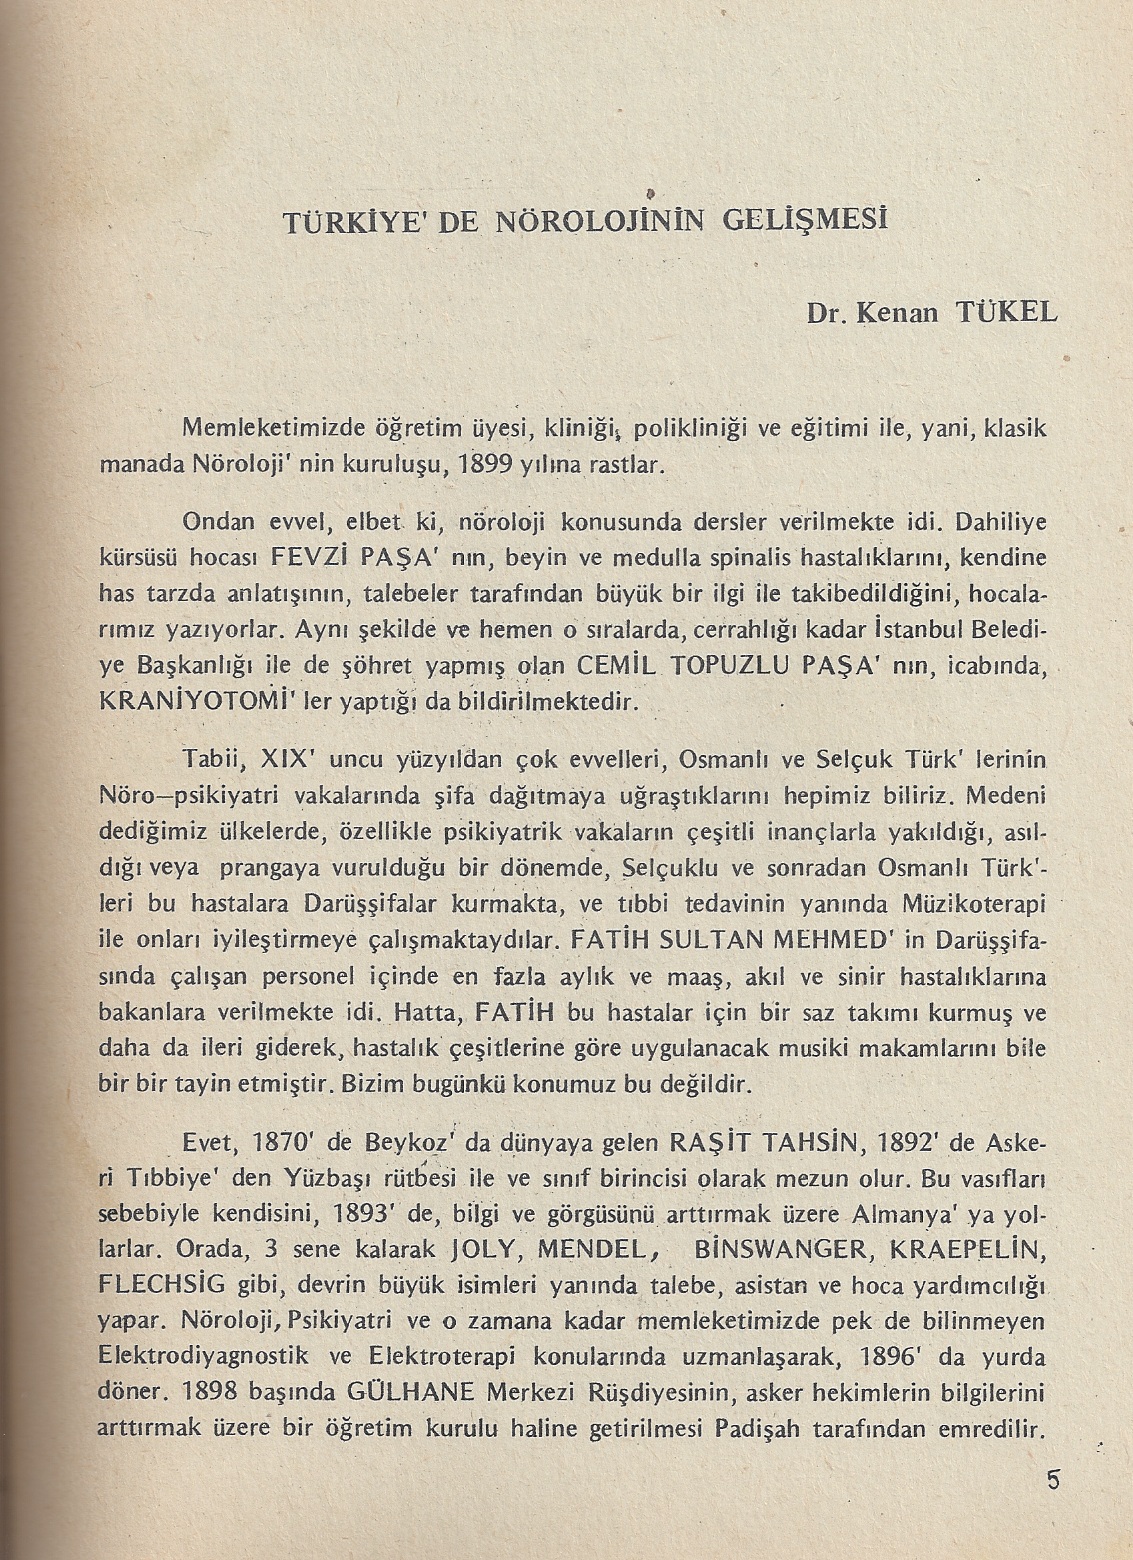 TÜRKİYE' DE NÖROLOJİNİN GELİŞMESİ
Dr. Kenan TÜKEL
Memleketimizde öğretim üyesi, kliniği, polikliniği ve eğitimi ile, yani, klasik
manada Nöroloji' nin kuruluşu, 1899 yılına rastlar.
Ondan evvel, elbet ki, nöroloji konusunda dersler verilmekte idi. Dahiliye
kürsüsü hocası FEVZİ PAŞA' nın, beyin ve medulla spinalis hastalıklarını, kendine
has tarzda anlatışının, talebeler tarafından büyük bir ilgi ile takibedildiğini, hocala-
rımız yazıyorlar. Aynı şekilde ve hemen o sıralarda, cerrahlığı kadar İstanbul Beledi-
ye Başkanlığı ile de şöhret yapmış olan CEMİL TOPUZLU PAŞA' nın, icabında,
KRANİYOTOMİ' ler yaptığı da bildirilmektedir.
Tabii, XIX' uncu yüzyıldan çok evvelleri, Osmanlı ve Selçuk Türk' lerinin
Nöro—psikiyatri vakalarında şifa dağıtmaya uğraştıklarını hepimiz biliriz. Medeni
dediğimiz ülkelerde, özellikle psikiyatrik vakaların çeşitli inançlarla yakıldığı, asıl-
dığı veya prangaya vurulduğu bir dönemde, Selçuklu ve sonradan Osmanlı Türk'-
leri bu hastalara Darüşşifalar kurmakta, ve tıbbi tedavinin yanında Müzikoterapi
ile onları iyileştirmeye çalışmaktaydılar. FATİH SULTAN MEHMED' in Darüşşifa-
sında çalışan personel içinde en fazla aylık ve maaş, akıl ve sinir hastalıklarına
bakanlara verilmekte idi. Hatta, FATİH bu hastalar için bir saz takımı kurmuş ve
daha da ileri giderek, hastalık çeşitlerine göre uygulanacak musiki makamlarını bile
bir bir tayin etmiştir. Bizim bugünkü konumuz bu değildir.
Evet, 1870' de Beykoz' da dünyaya gelen RAŞİT TAHSİN, 1892' de Aske-
ri Tıbbiye' den Yüzbaşı rütbesi ile ve sınıf birincisi olarak mezun olur. Bu vasıfları
sebebiyle kendisini, 1893' de, bilgi ve görgüsünü arttırmak üzere Almanya' ya yol-
larlar. Orada, 3 sene kalarak JOLY, MENDEL, BİNSWANGER, KRAEPELİN,
FLECHSİG gibi, devrin büyük isimleri yanında talebe, asistan ve hoca yardımcılığı
yapar. Nöroloji, Psikiyatri ve o zamana kadar memleketimizde pek de bilinmeyen
Elektrodiyagnostik ve Elektroterapi konularında uzmanlaşarak, 1896' da yurda
döner. 1898 başında GÜLHANE Merkezi Rüşdiyesinin, asker hekimlerin bilgilerini
arttırmak üzere bir öğretim kurulu haline getirilmesi Padişah tarafından emredilir.
5